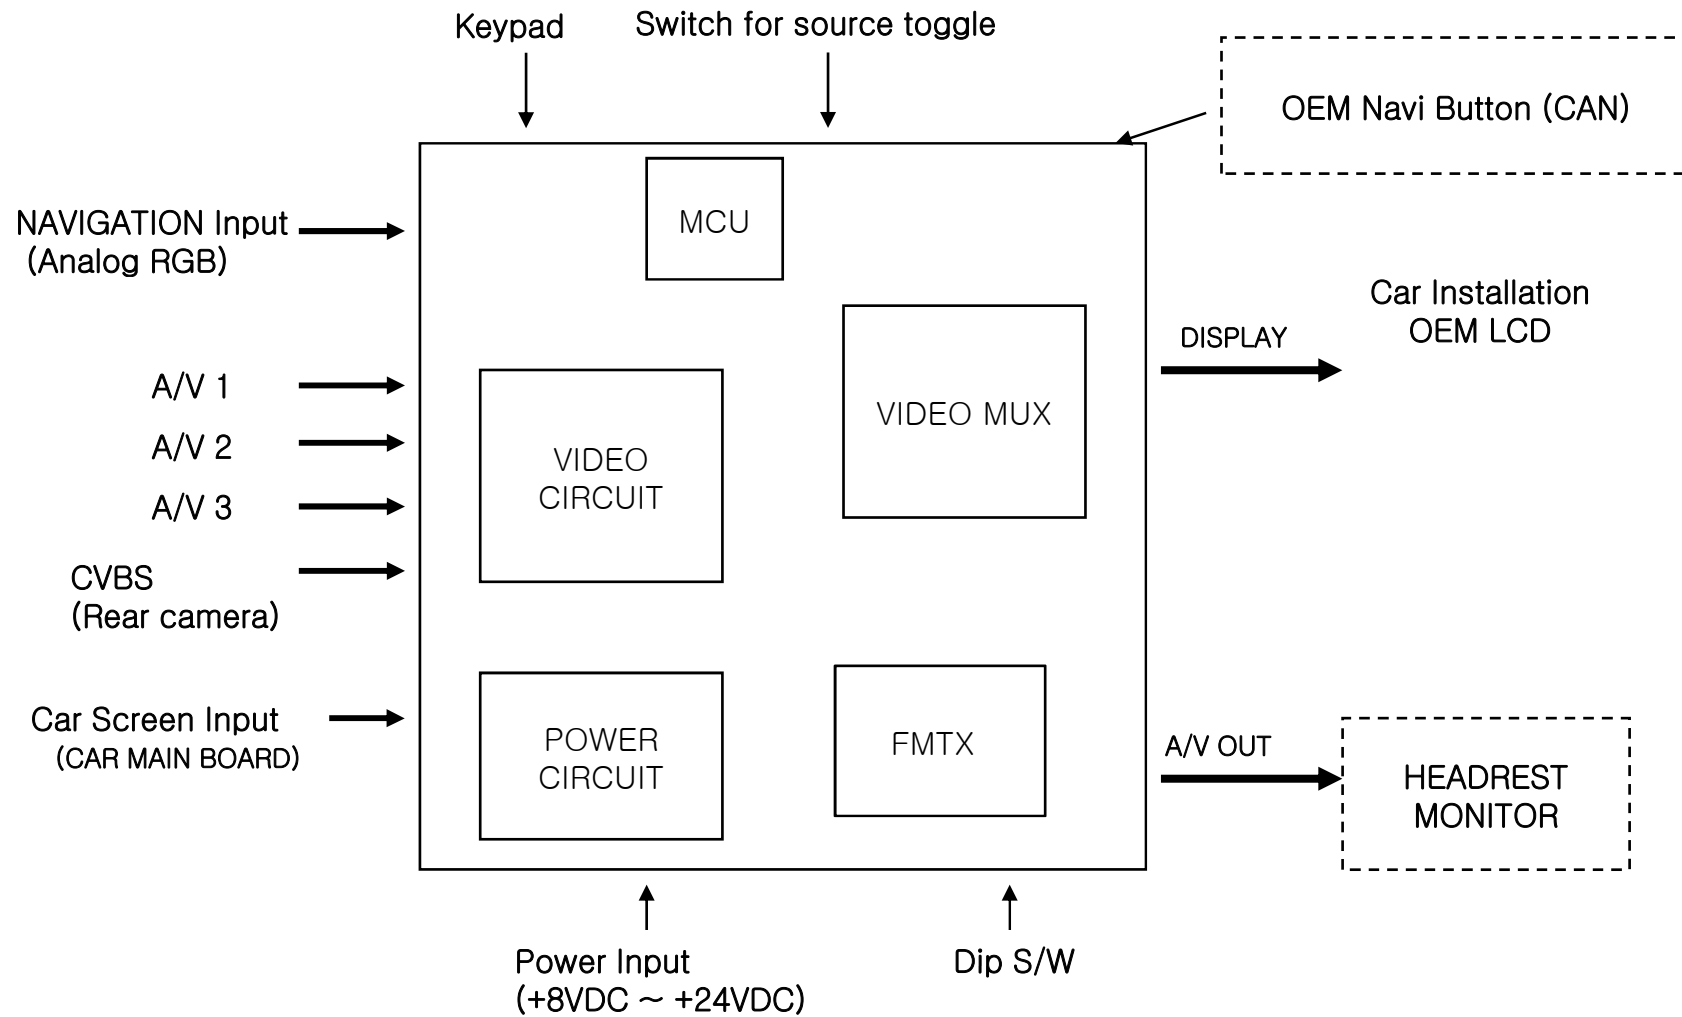 Keypad
Switch for source toggle
OEM Navi Button (CAN)
NAVIGATION Input
(Analog RGB)
MCU
Car Installation
OEM LCD
DISPLAY
A/V 1
A/V 2
A/V 3
VIDEO MUX
VIDEO
CIRCUIT
CVBS
(Rear camera)
Car Screen Input
(CAR MAIN BOARD)
POWER
CIRCUIT
FMTX
A/V OUT
HEADREST
MONITOR
Power Input
(+8VDC ~ +24VDC)
Dip S/W